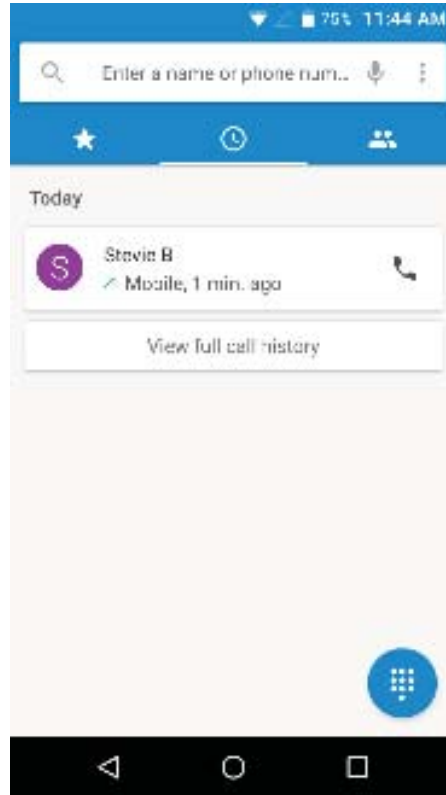 75% 11:44 AM
Enter a name or phone num...
Today
S
Stevie B
Mobile, 1 min. ago
View full call history